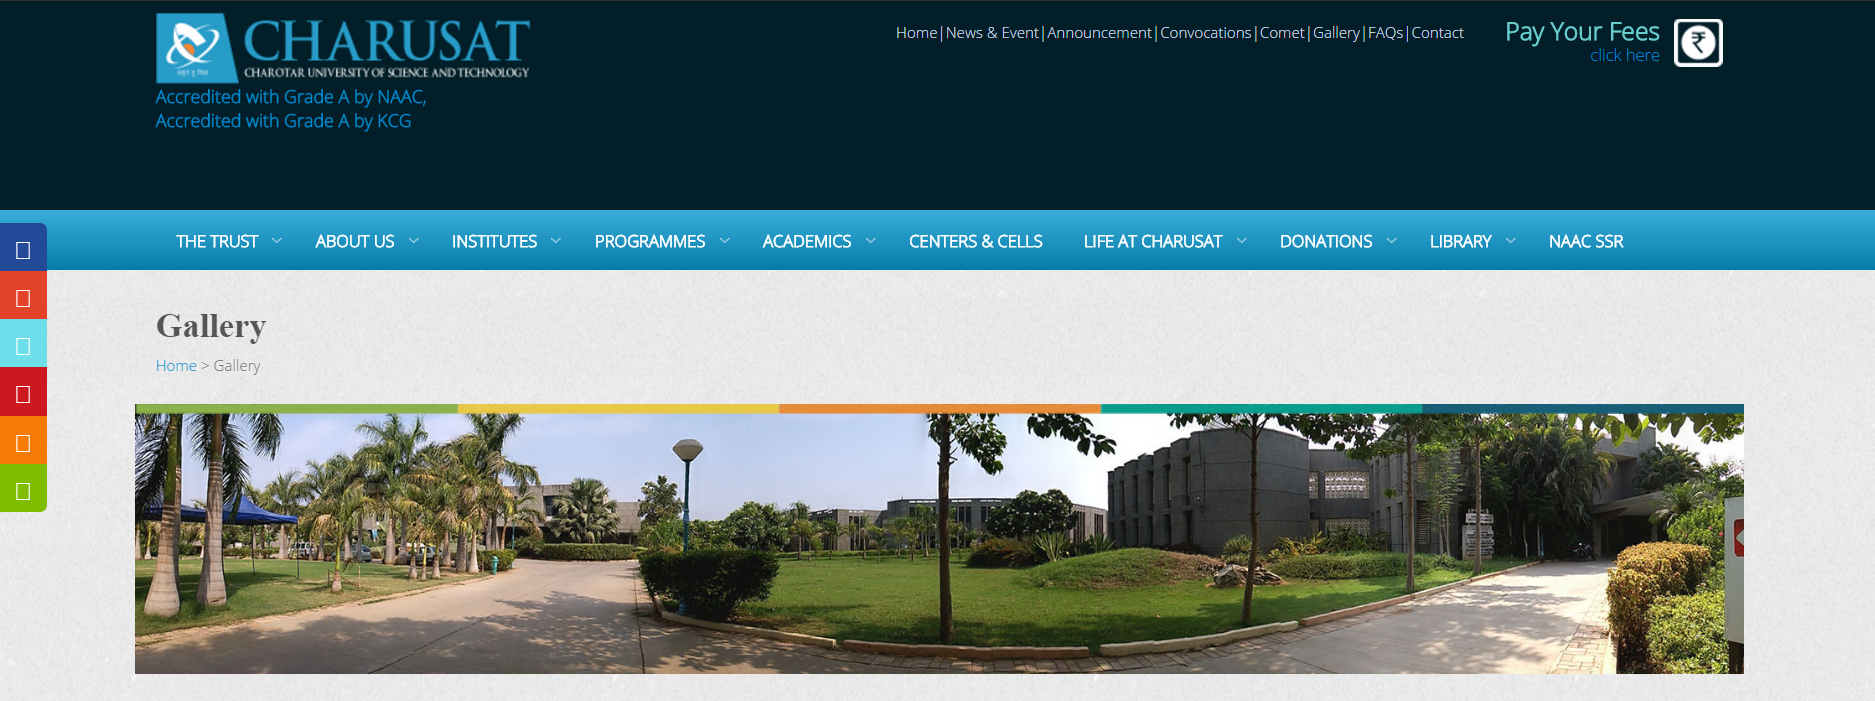 CHARUSAT
CHAROTAR UNIVERSITY OF SCIENCE AND TECHNOLOGY
Accredited with Grade A by NAAC,
Accredited with Grade A by KCG
Home|News & Event|Announcement|Convocations|Comet|Gallery|FAQs|Contact
Pay Your Fees
click here
THE TRUST ABOUT US INSTITUTES PROGRAMMES ACADEMICS CENTERS & CELLS LIFE AT CHARUSAT DONATIONS LIBRARY NAAC SSR
Gallery
Home > Gallery